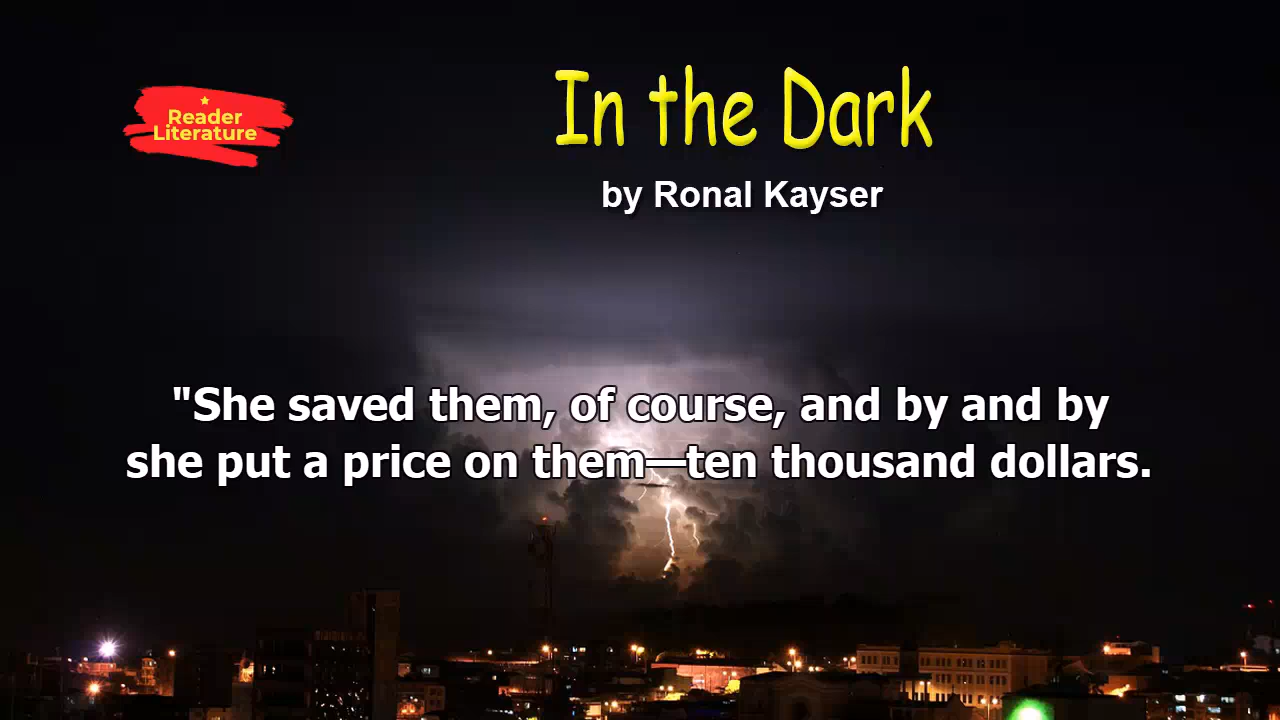 In the Dark
Reader
Literature
by Ronal Kayser
"She saved them, of course, and by and by
she put a price on them—ten thousand dollars.